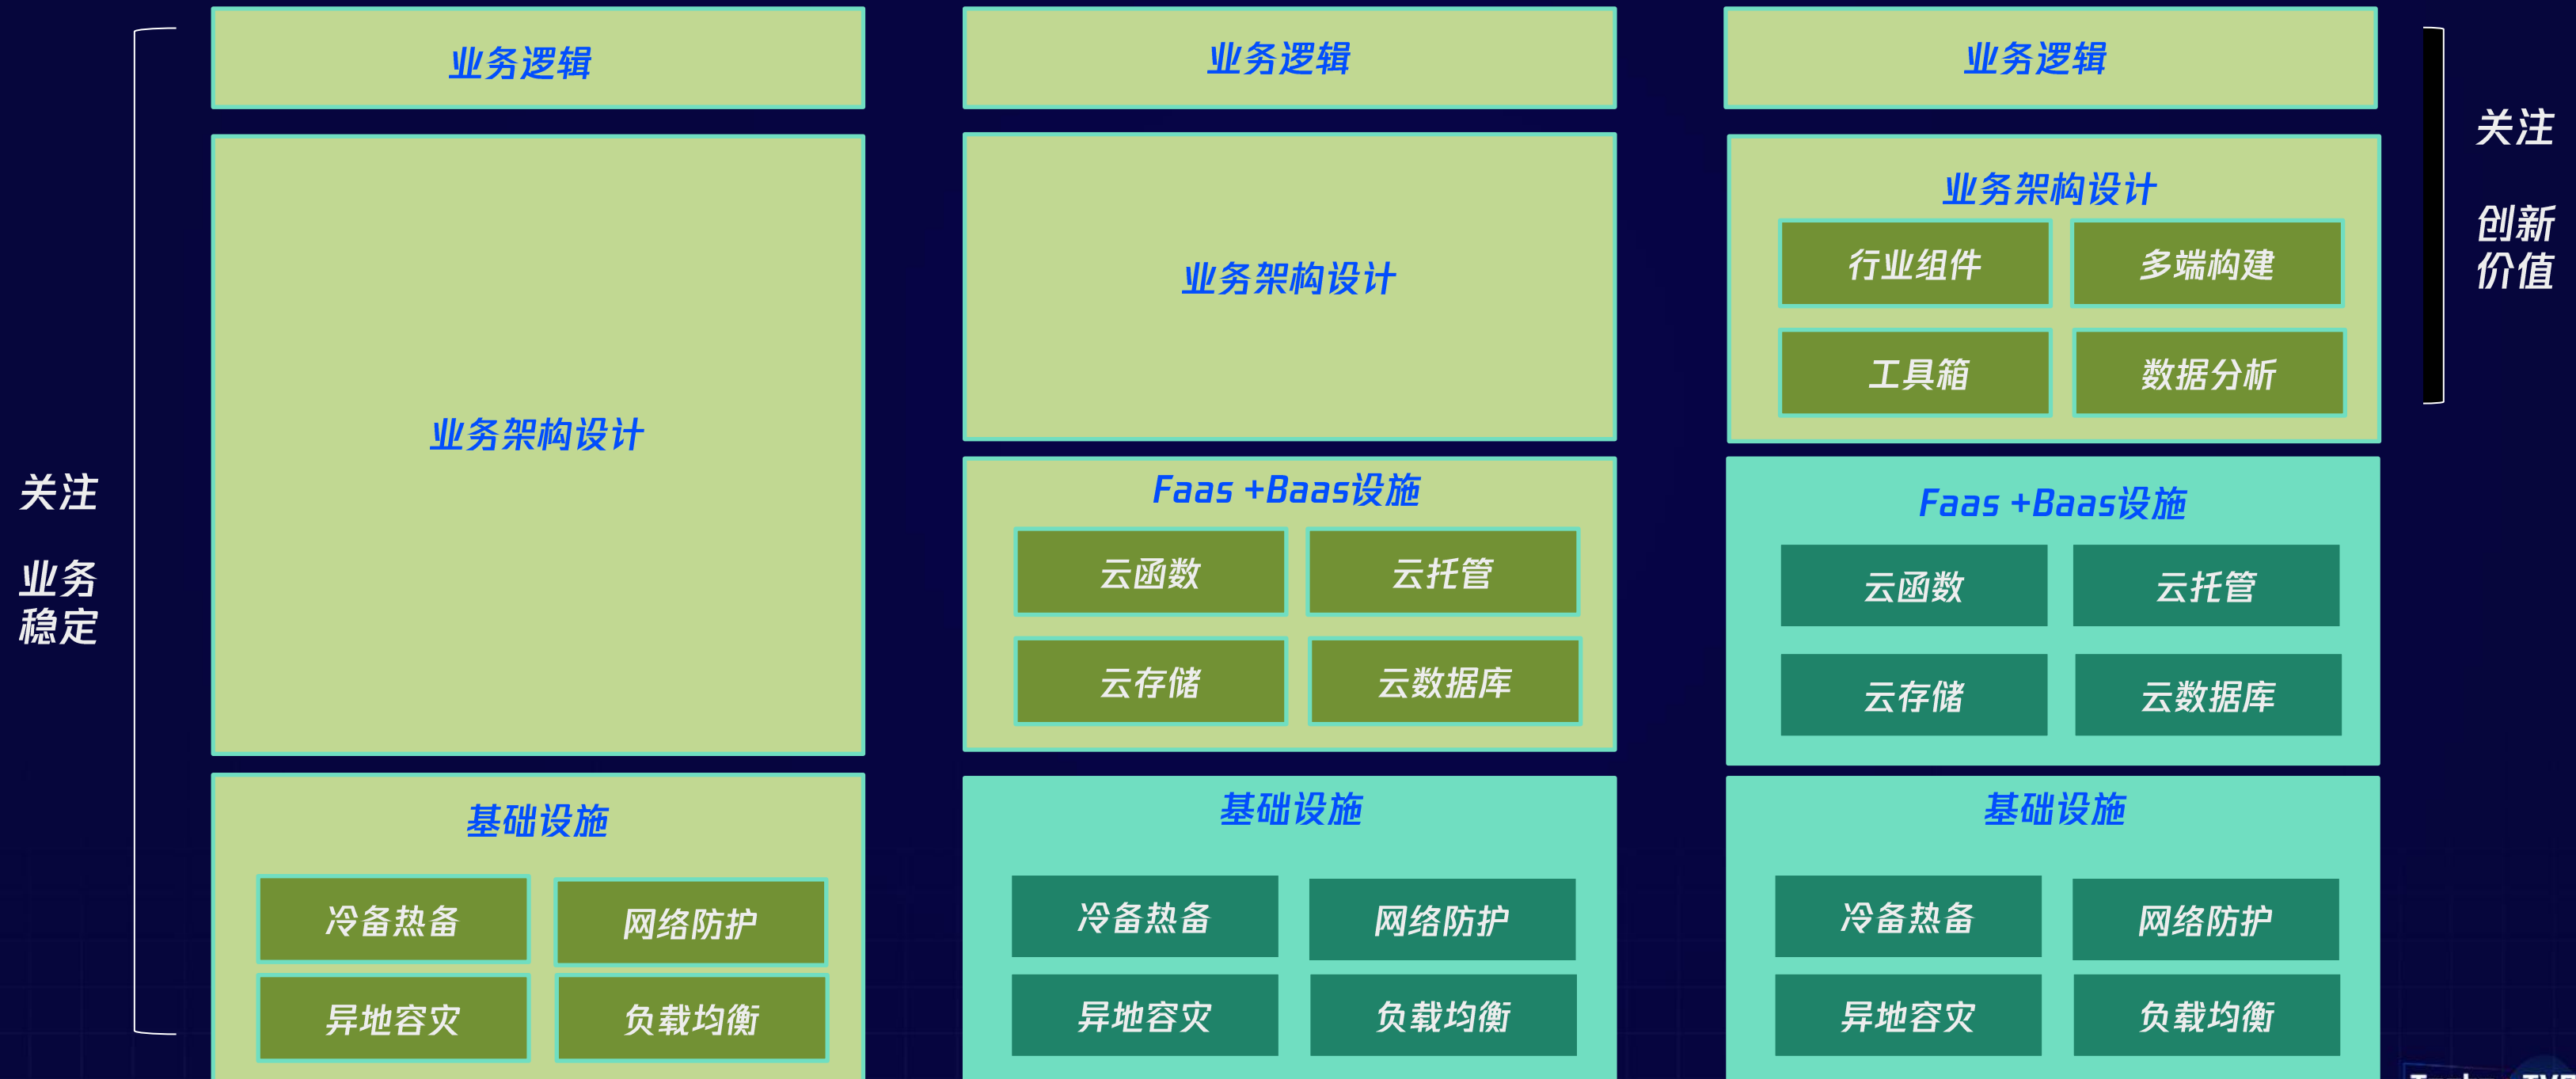 关注
业务
稳定
业务逻辑
业务架构设计
基础设施
冷备热备
网络防护
异地容灾
负载均衡
业务逻辑
业务架构设计
Faas +Baas设施
云函数
云托管
云存储
云数据库
基础设施
冷备热备
网络防护
异地容灾
负载均衡
业务逻辑
业务架构设计
行业组件
多端构建
工具箱
数据分析
Faas +Baas设施
云函数
云托管
云存储
云数据库
基础设施
冷备热备
网络防护
异地容灾
负载均衡
关注
创新
价值